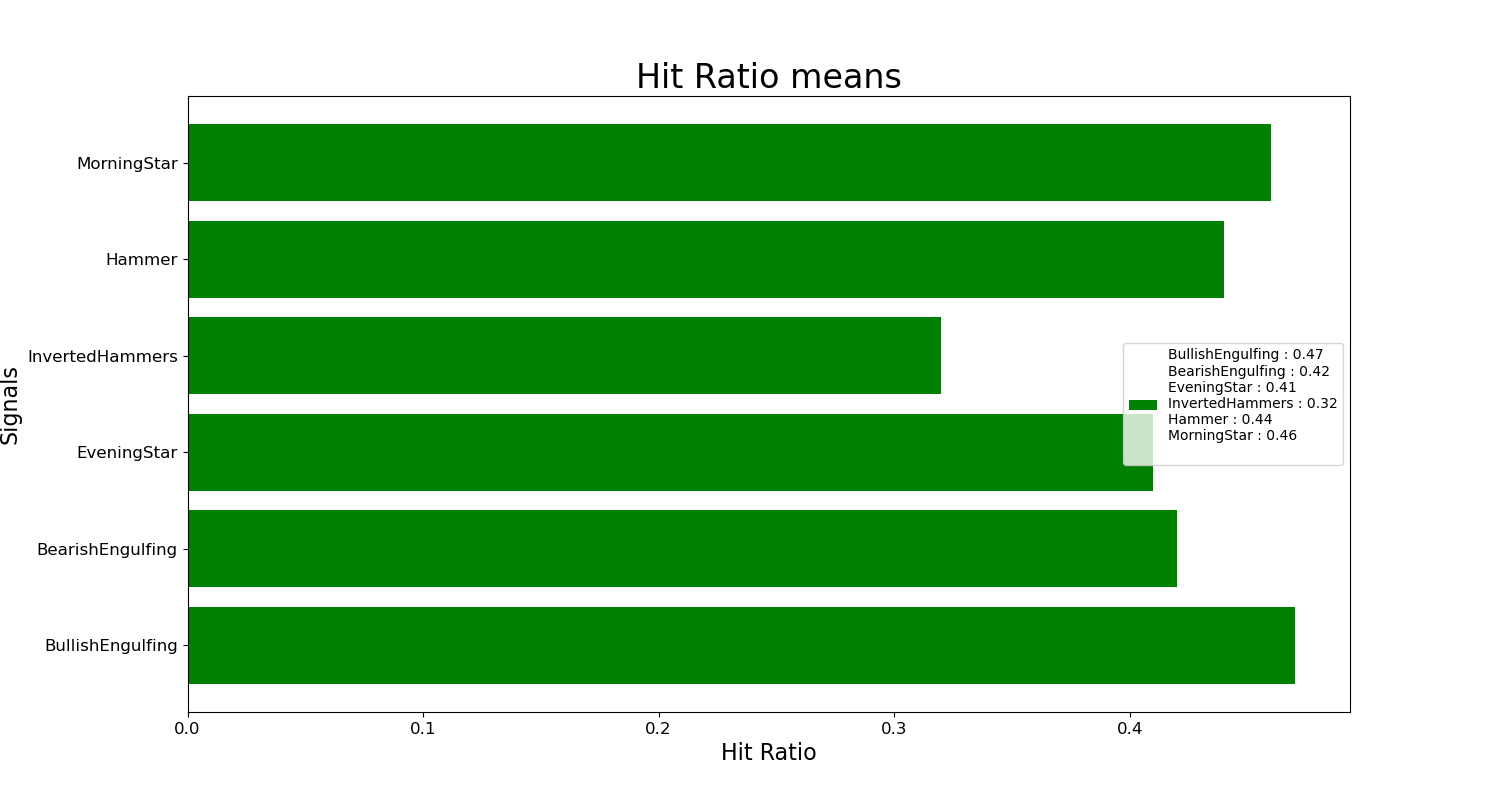 Hit Ratio means
MorningStar
Hammer
InvertedHammers
EveningStar
BearishEngulfing
BullishEngulfing
Signals
BullishEngulfing : 0.47
BearishEngulfing : 0.42
EveningStar : 0.41
InvertedHammers : 0.32
Hammer : 0.44
MorningStar : 0.46
0.0 0.1 0.2 0.3 0.4
Hit Ratio